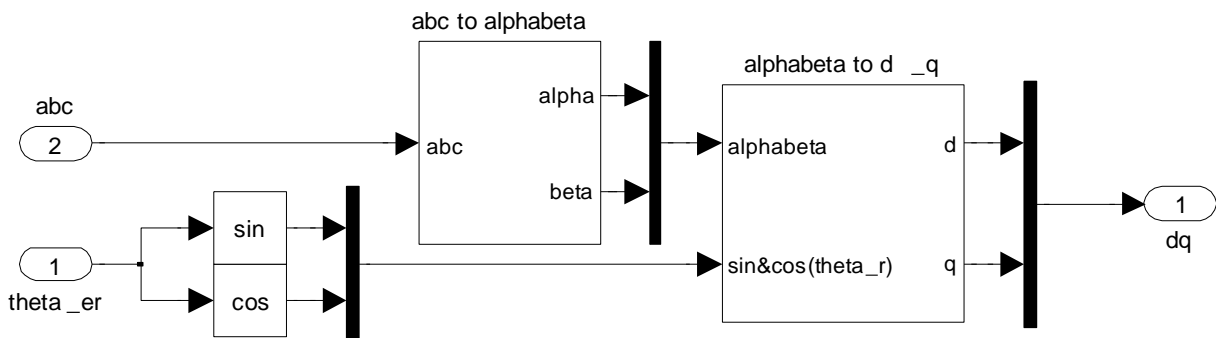 abc to alphabeta
alphabeta to d _q
abc
2
abc
alpha
beta
alphabeta
d
sin&cos(theta_r)
q
1
dq
sin
cos
1
theta _er